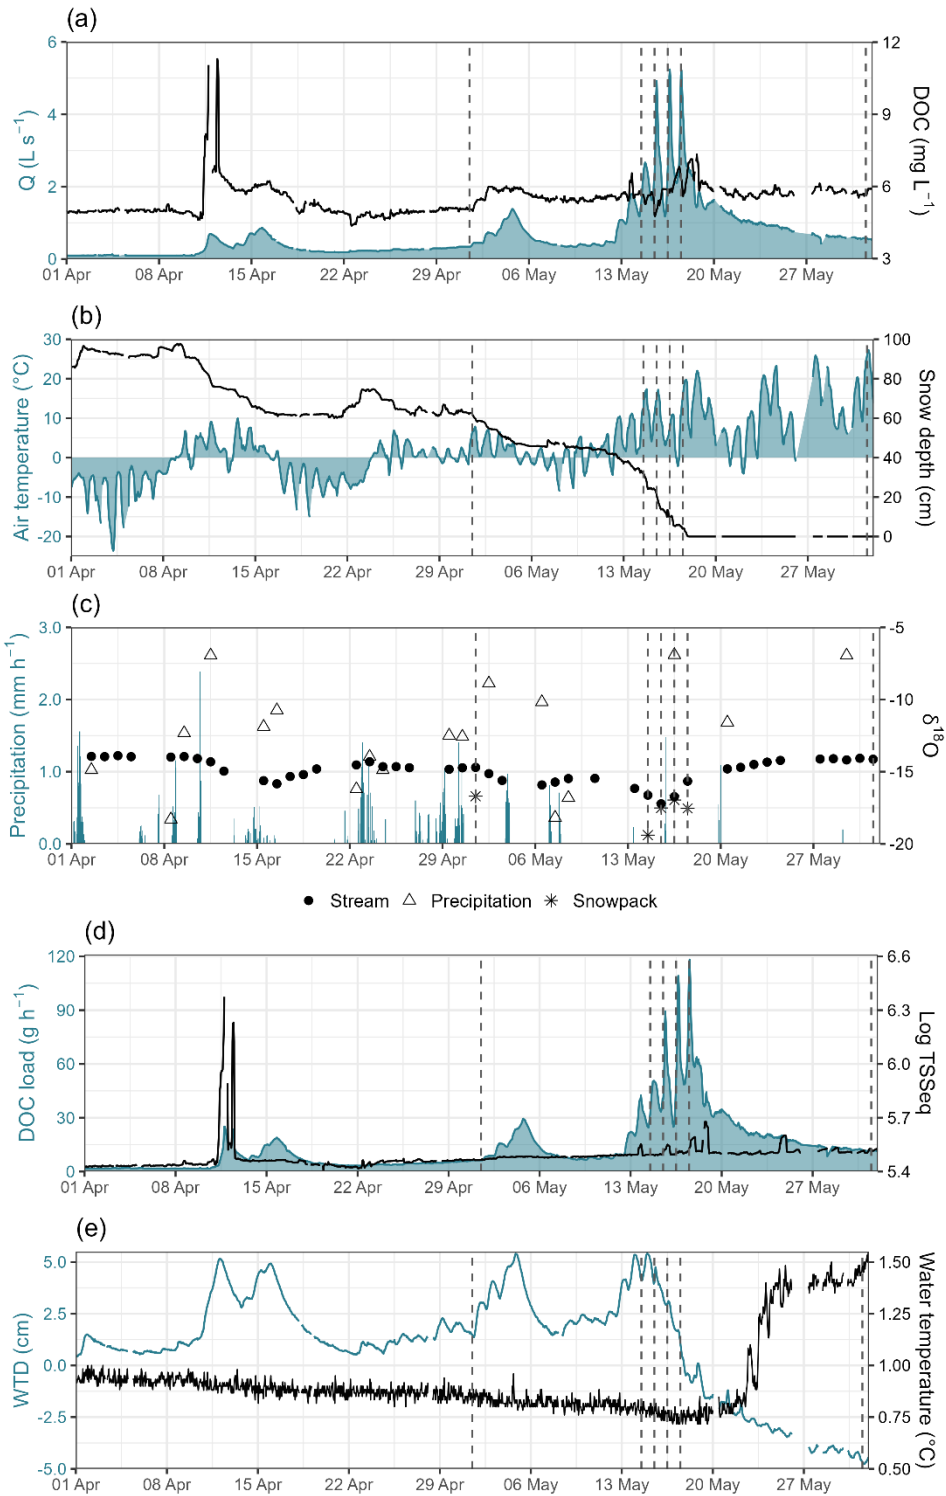 (a)
6
4
2
0
Q (L s⁻¹)
12
9
6
3
DOC (mg L⁻¹)
01 Apr 08 Apr 15 Apr 22 Apr 29 Apr 06 May 13 May 20 May 27 May
(b)
30
20
10
0
-10
-20
Air temperature (°C)
100
80
60
40
20
0
Snow depth (cm)
01 Apr 08 Apr 15 Apr 22 Apr 29 Apr 06 May 13 May 20 May 27 May
(c)
3.0
2.0
1.0
0.0
Precipitation (mm h⁻¹)
-5
-10
-15
-20
δ¹⁸O
01 Apr 08 Apr 15 Apr 22 Apr 29 Apr 06 May 13 May 20 May 27 May
Stream Precipitation Snowpack
(d)
120
90
60
30
0
DOC load (g h⁻¹)
6.6
6.3
6.0
5.7
5.4
Log TSSeq
01 Apr 08 Apr 15 Apr 22 Apr 29 Apr 06 May 13 May 20 May 27 May
(e)
5.0
2.5
0.0
-2.5
-5.0
WTD (cm)
1.50
1.25
1.00
0.75
0.50
Water temperature (°C)
01 Apr 08 Apr 15 Apr 22 Apr 29 Apr 06 May 13 May 20 May 27 May